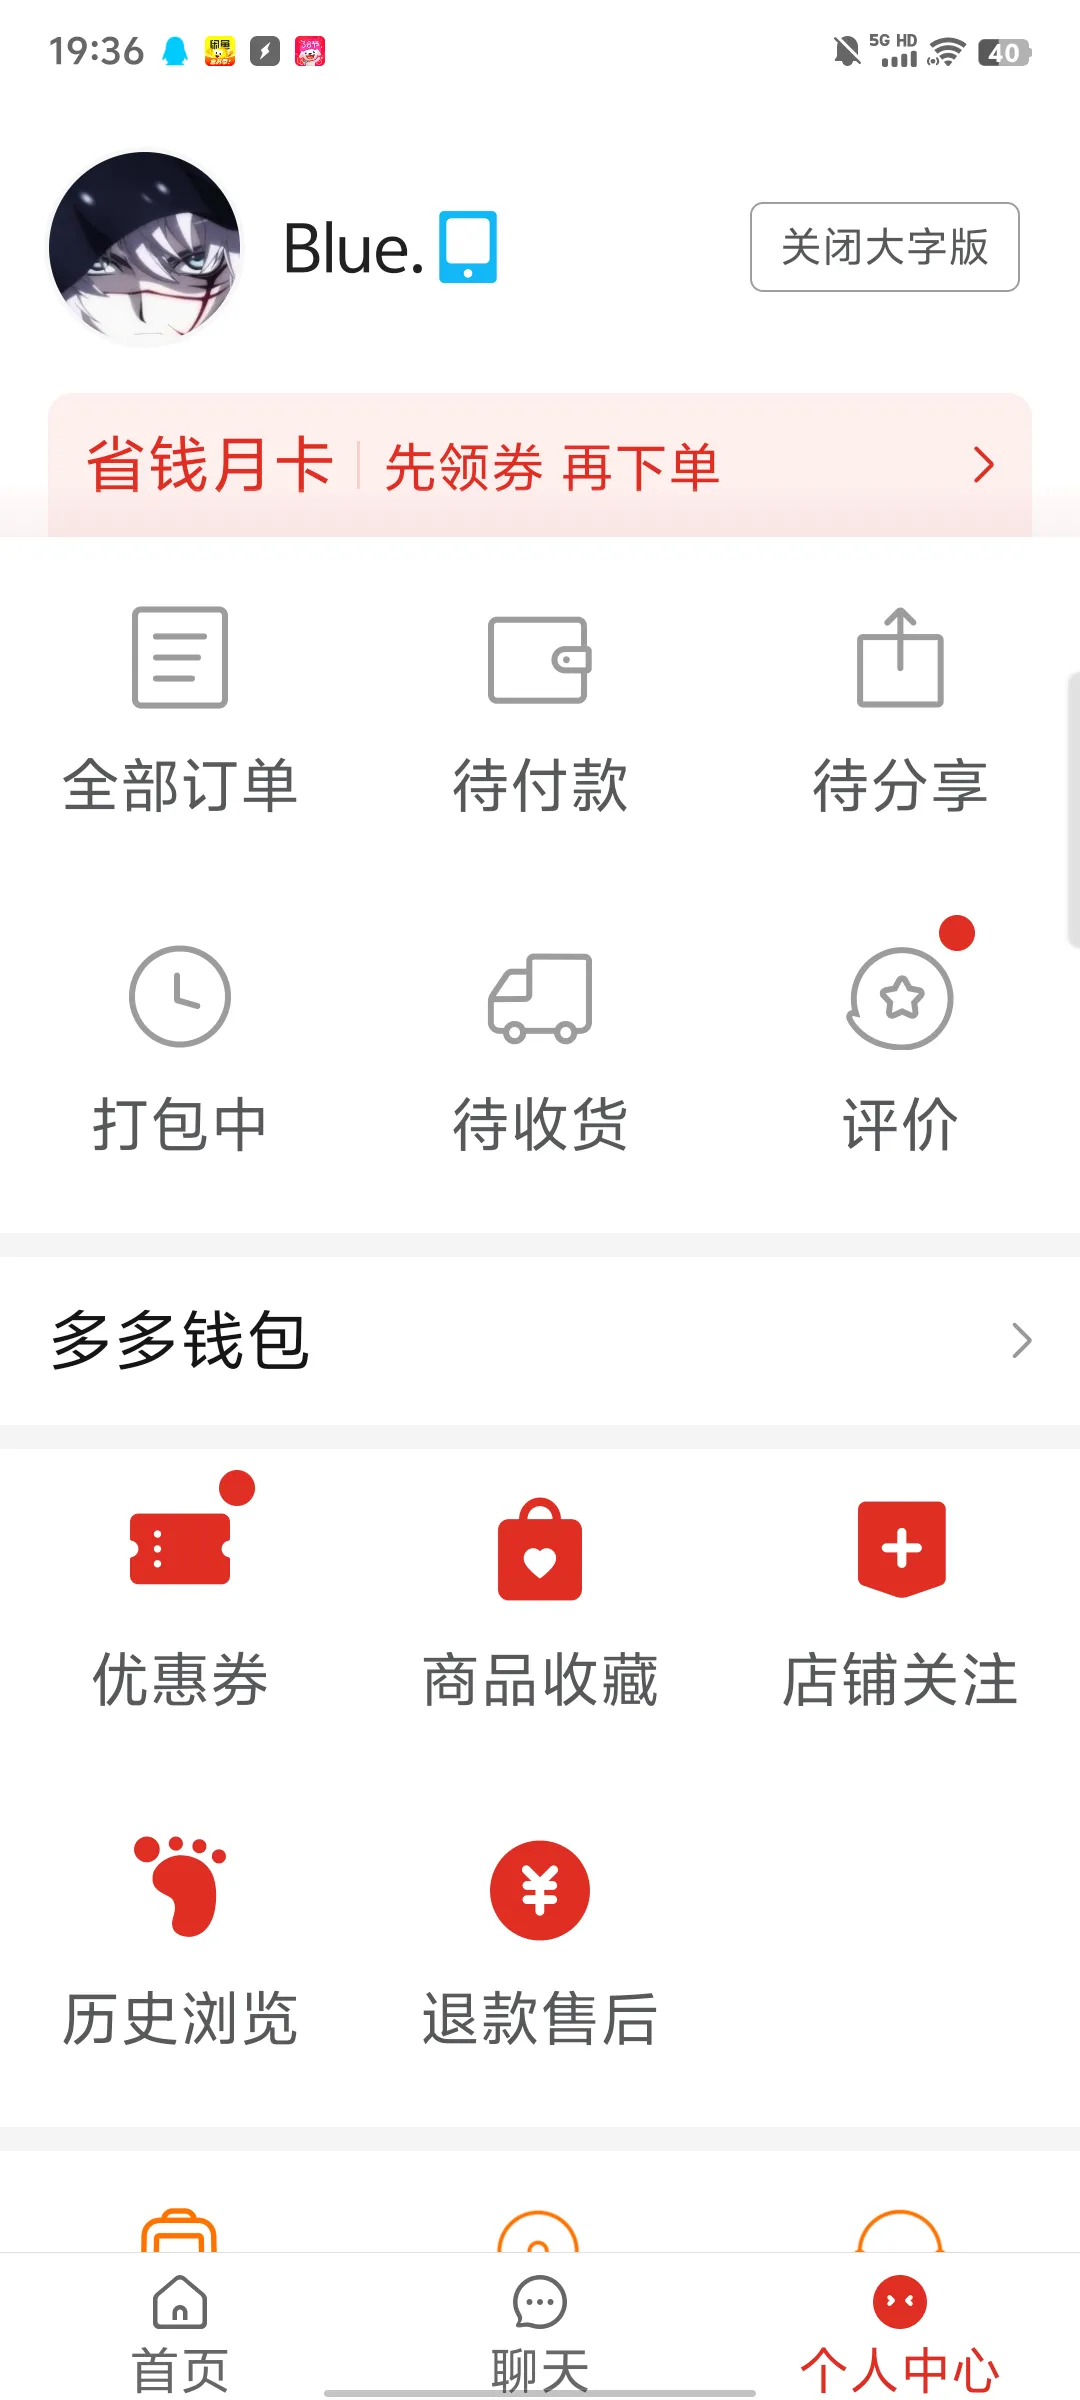 19:36 5G HD 40
Blue. 关闭大字版
省钱月卡 先领券 再下单
全部订单 待付款 待分享
打包中 待收货 评价
多多钱包
优惠券 商品收藏 店铺关注
历史浏览 退款售后
首页 聊天 个人中心